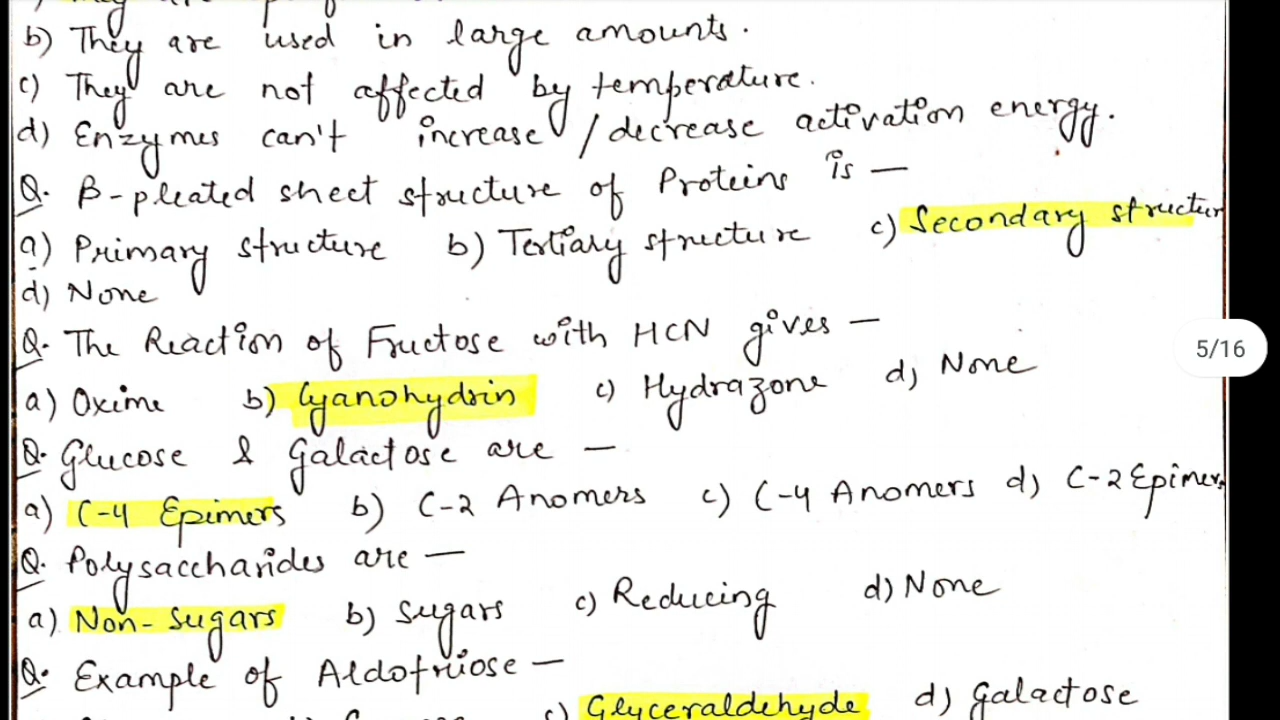 b) They are used in large amounts.
c) They are not affected by temperature.
d) Enzymes can't increase / decrease activation energy.
Q. β-pleated sheet structure of Proteins is —
a) Primary structure b) Tertiary structure c) Secondary structur
d) None
Q. The Reaction of Fructose with HCN gives —
5/16
a) Oxime b) Cyanohydrin c) Hydrazone d) None
Q. Glucose & Galactose are —
a) C-4 Epimers b) C-2 Anomers c) C-4 Anomers d) C-2 Epimers
Q. Polysaccharides are —
a) Non-sugars b) Sugars c) Reducing d) None
Q. Example of Aldotriose —
c) Glyceraldehyde d) Galactose